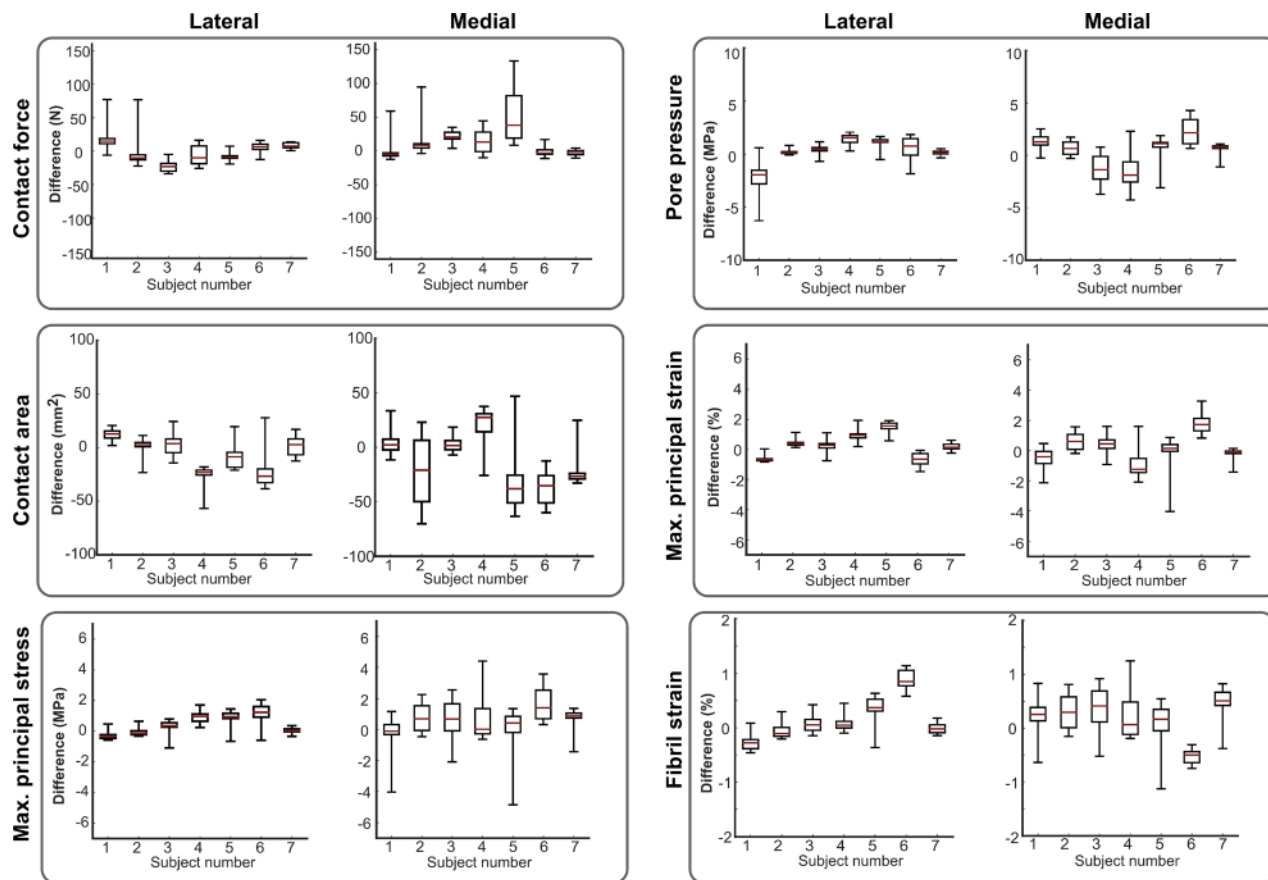 Lateral Medial
Contact force
Difference (N)
150
100
50
0
-50
-100
-150
1 2 3 4 5 6 7
Subject number
150
100
50
0
-50
-100
-150
1 2 3 4 5 6 7
Subject number
Contact area
Difference (mm²)
100
50
0
-50
-100
1 2 3 4 5 6 7
Subject number
100
50
0
-50
-100
1 2 3 4 5 6 7
Subject number
Max. principal stress
Difference (MPa)
6
4
2
0
-2
-4
-6
1 2 3 4 5 6 7
Subject number
6
4
2
0
-2
-4
-6
1 2 3 4 5 6 7
Subject number
Lateral Medial
Pore pressure
Difference (MPa)
10
5
0
-5
-10
1 2 3 4 5 6 7
Subject number
10
5
0
-5
-10
1 2 3 4 5 6 7
Subject number
Max. principal strain
Difference (%)
6
4
2
0
-2
-4
-6
1 2 3 4 5 6 7
Subject number
6
4
2
0
-2
-4
-6
1 2 3 4 5 6 7
Subject number
Fibril strain
Difference (%)
2
1
0
-1
-2
1 2 3 4 5 6 7
Subject number
2
1
0
-1
-2
1 2 3 4 5 6 7
Subject number